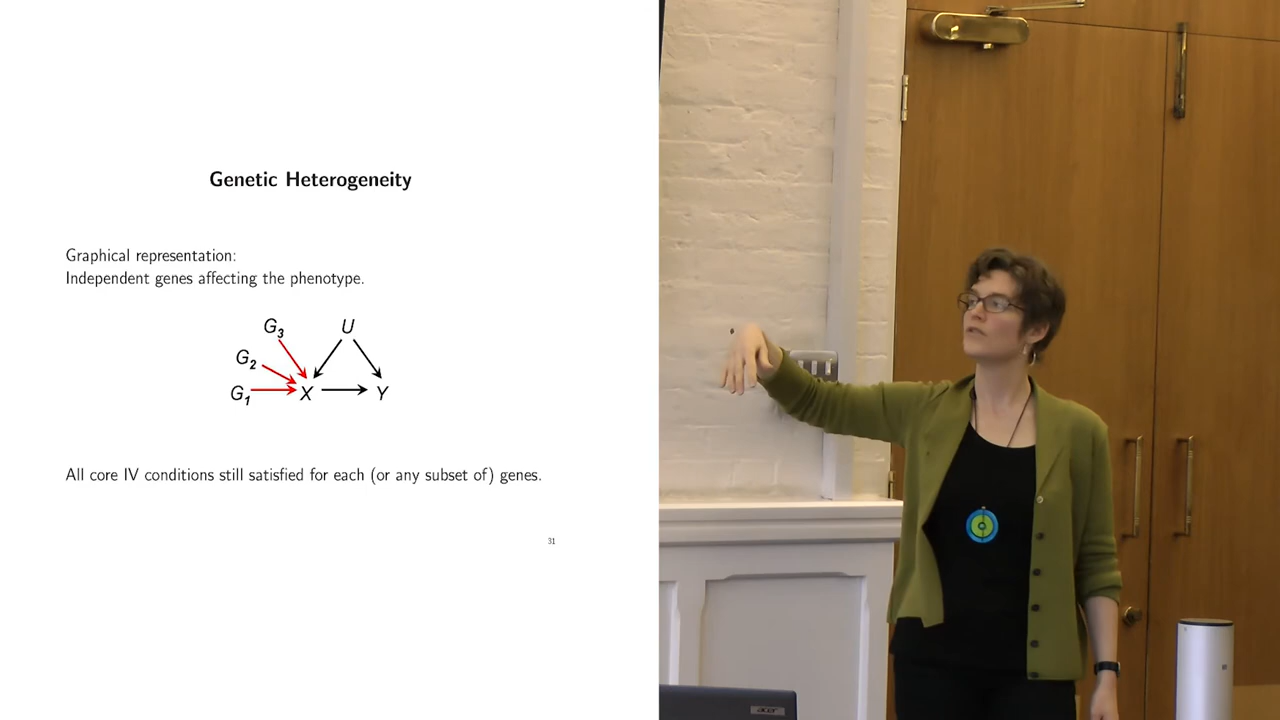 Genetic Heterogeneity
Graphical representation:
Independent genes affecting the phenotype.
G3 U
G2
G1 X Y
All core IV conditions still satisfied for each (or any subset of) genes.
31
acer